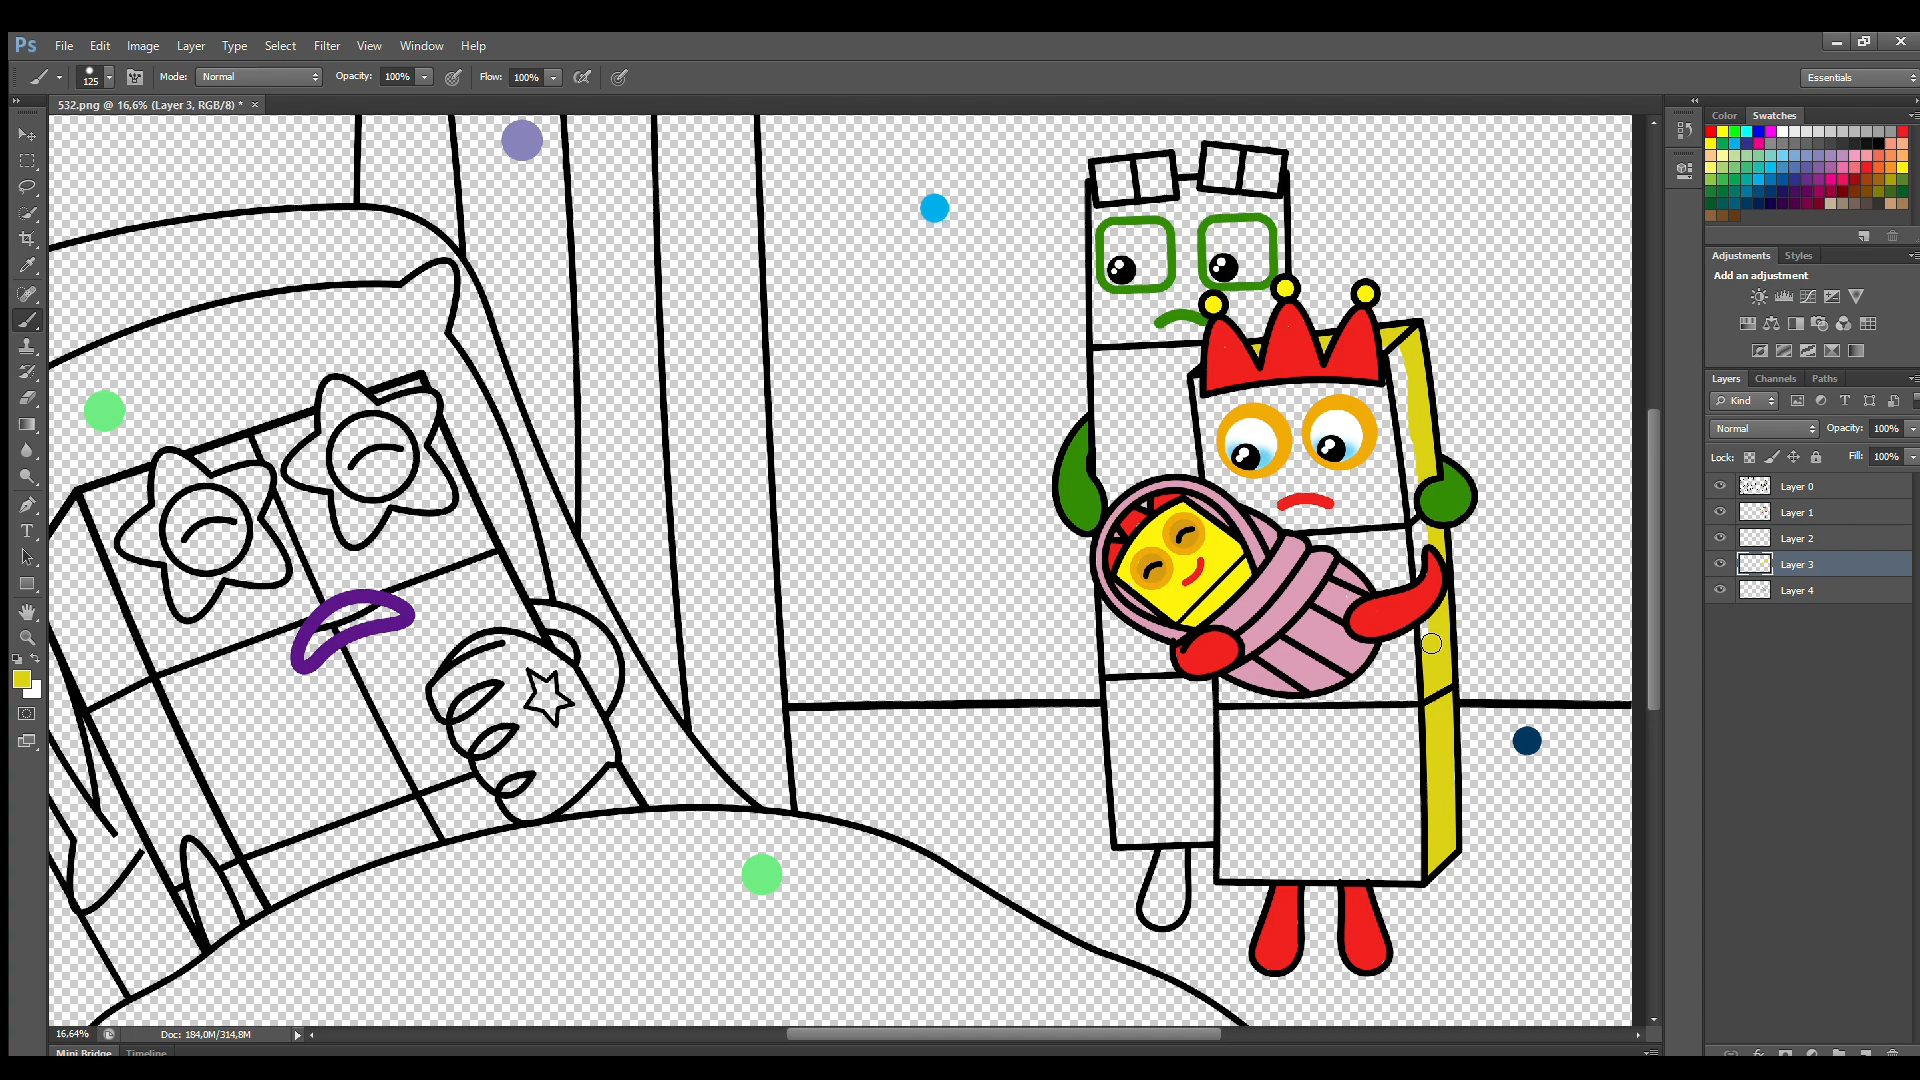 Ps File Edit Image Layer Type Select Filter View Window Help
125 Mode: Normal Opacity: 100% Flow: 100% Essentials
532.png @ 16,6% (Layer 3, RGB/8) * ×
Color Swatches
Adjustments Styles
Add an adjustment
Layers Channels Paths
Kind
Normal Opacity: 100%
Lock: Fill: 100%
Layer 0
Layer 1
Layer 2
Layer 3
Layer 4
16,64% Doc: 184,0M/314,8M
Mini Bridge Timeline